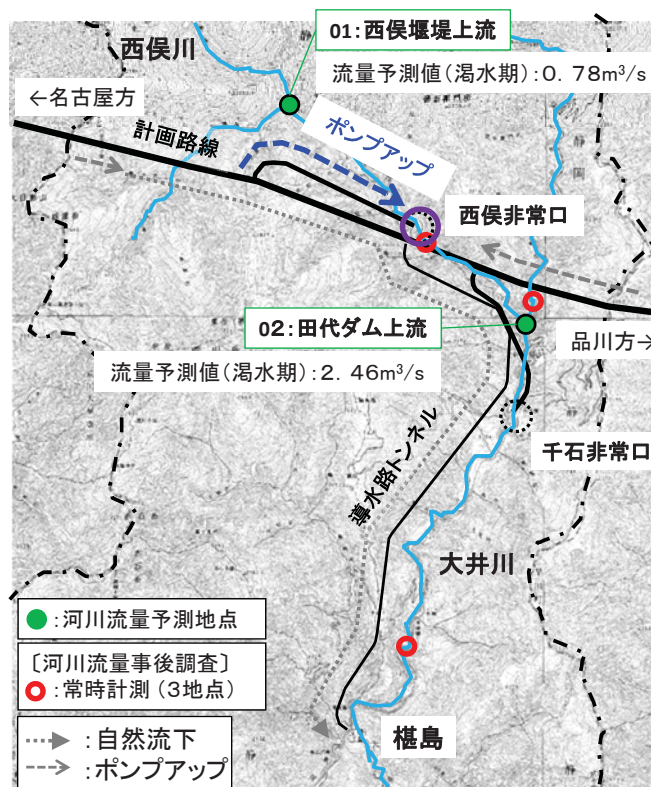 西俣川
01:西俣堰堤上流
流量予測値(渇水期):0. 78m³/s
←名古屋方
計画路線
ポンプアップ
西俣非常口
02:田代ダム上流
品川方→
流量予測値(渇水期):2. 46m³/s
千石非常口
導水路トンネル
大井川
:河川流量予測地点
〔河川流量事後調査〕
:常時計測(3地点)
椹島
:自然流下
:ポンプアップ